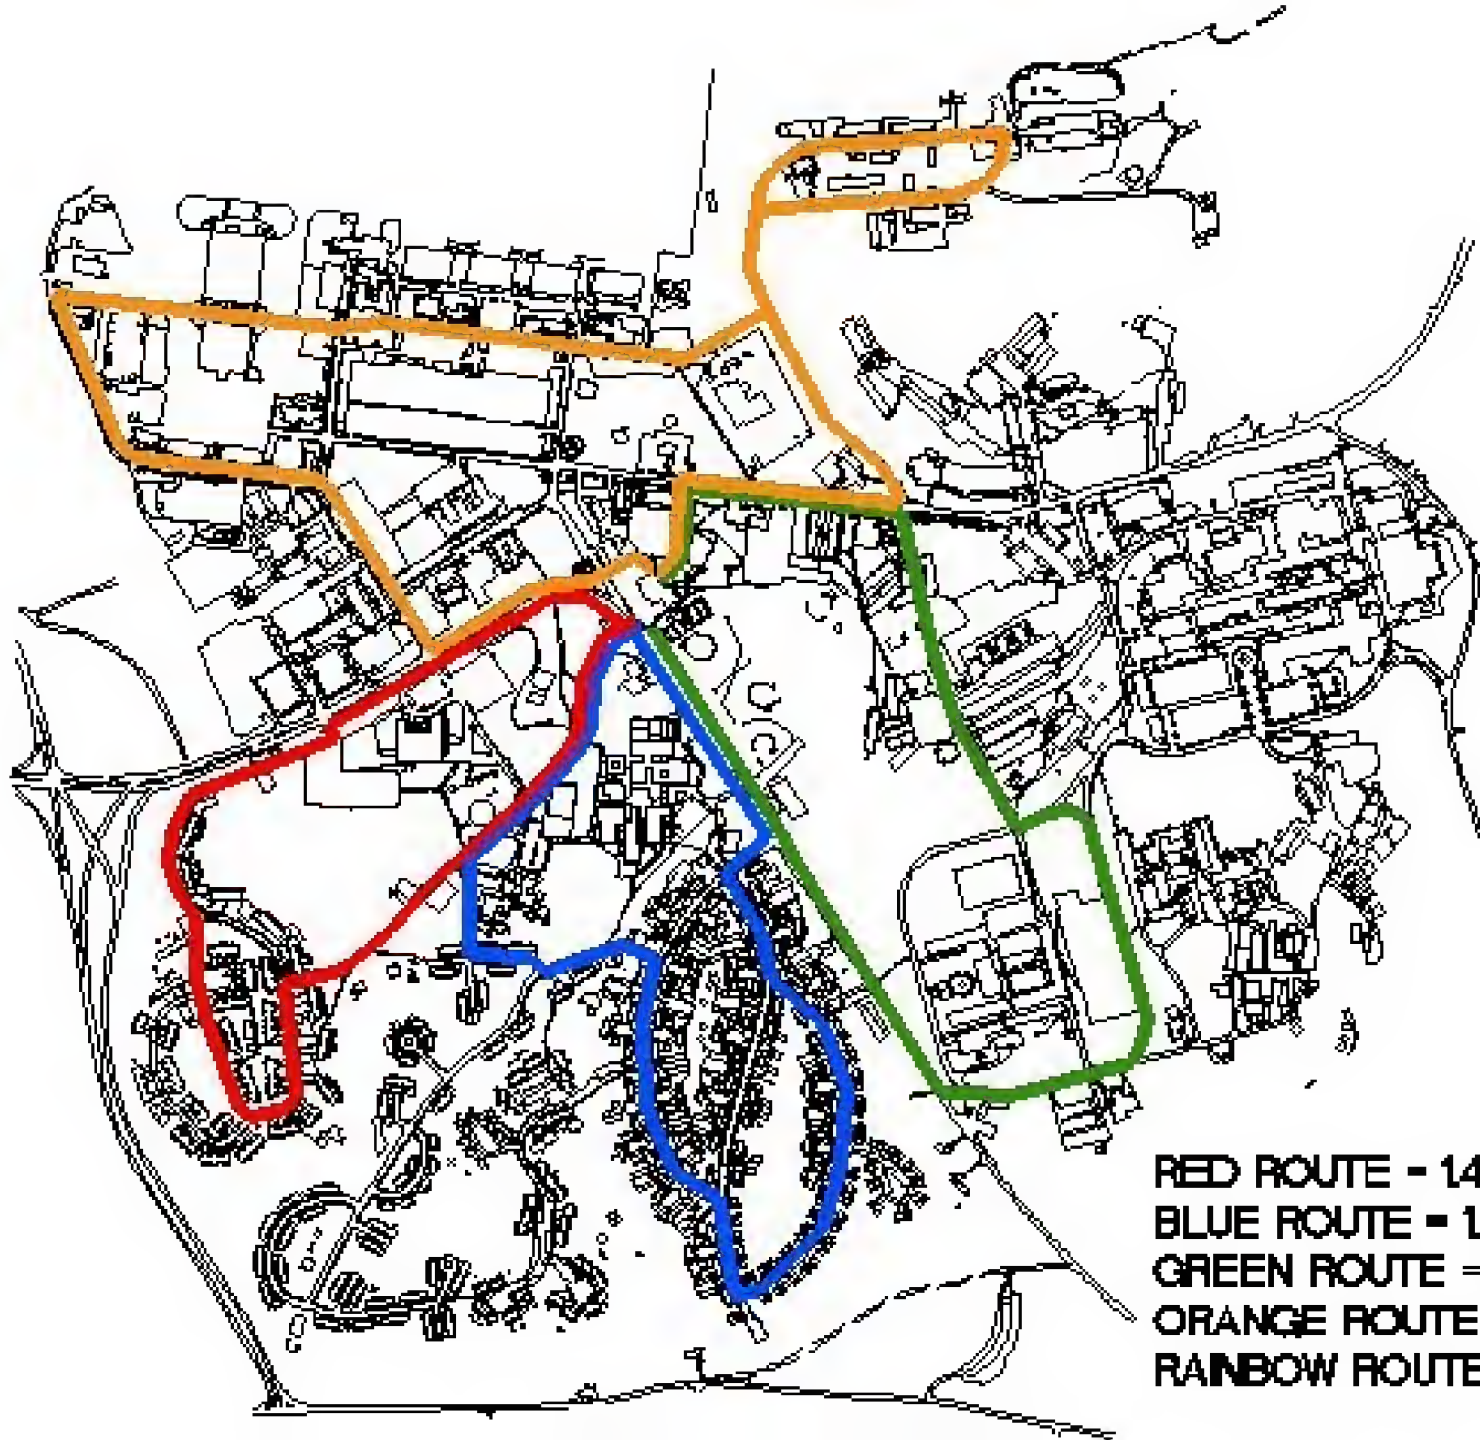 RED ROUTE - 1.4
BLUE ROUTE - 1.
GREEN ROUTE -
ORANGE ROUTE
RAINBOW ROUTE